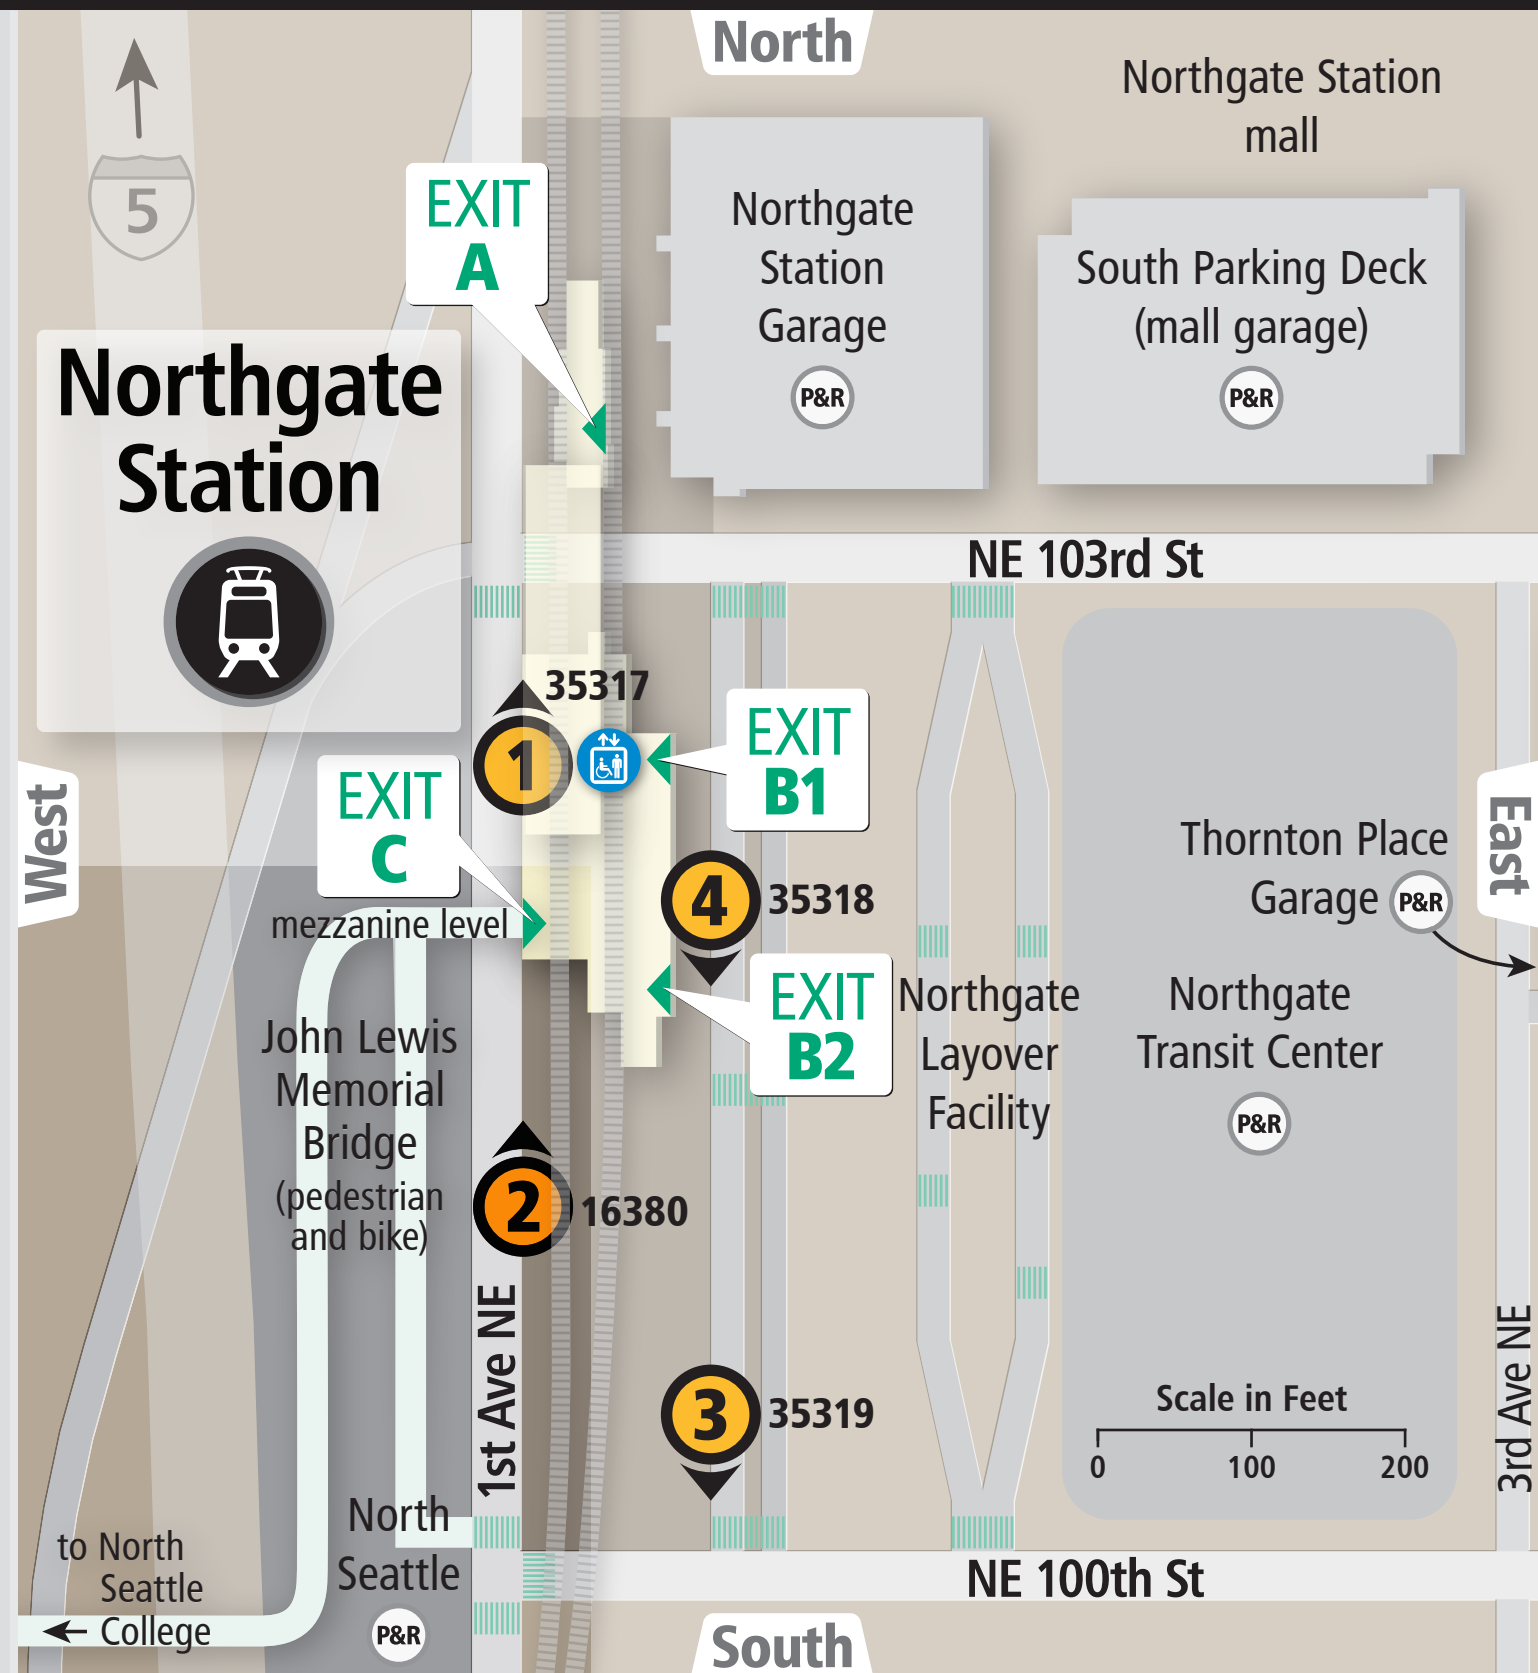 North
Northgate Station
mall
5
EXIT
A
Northgate
Station
Garage
P&R
South Parking Deck
(mall garage)
P&R
Northgate
Station
NE 103rd St
35317
1
EXIT
B1
EXIT
C
West
East
mezzanine level
4
35318
Thornton Place
Garage
P&R
EXIT
B2
Northgate
Layover
Facility
Northgate
Transit Center
P&R
John Lewis
Memorial
Bridge
(pedestrian
and bike)
2
16380
1st Ave NE
3
35319
Scale in Feet
0 100 200
3rd Ave NE
North
Seattle
P&R
to North
Seattle
College
NE 100th St
South